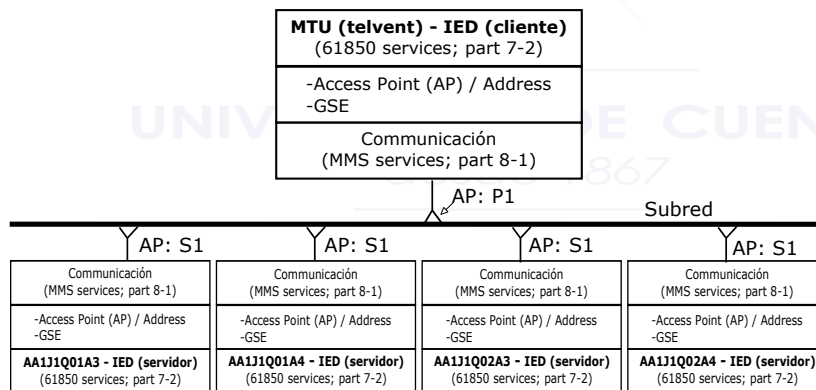 MTU (telvent) - IED (cliente)
(61850 services; part 7-2)
-Access Point (AP) / Address
-GSE
Communicación
(MMS services; part 8-1)
UNIV
DE CUEN
1867
AP: P1
Subred
AP: S1
AP: S1
AP: S1
AP: S1
Communicación
(MMS services; part 8-1)
-Access Point (AP) / Address
-GSE
AA1J1Q01A3 - IED (servidor)
(61850 services; part 7-2)
Communicación
(MMS services; part 8-1)
-Access Point (AP) / Address
-GSE
AA1J1Q01A4 - IED (servidor)
(61850 services; part 7-2)
Communicación
(MMS services; part 8-1)
-Access Point (AP) / Address
-GSE
AA1J1Q02A3 - IED (servidor)
(61850 services; part 7-2)
Communicación
(MMS services; part 8-1)
-Access Point (AP) / Address
-GSE
AA1J1Q02A4 - IED (servidor)
(61850 services; part 7-2)